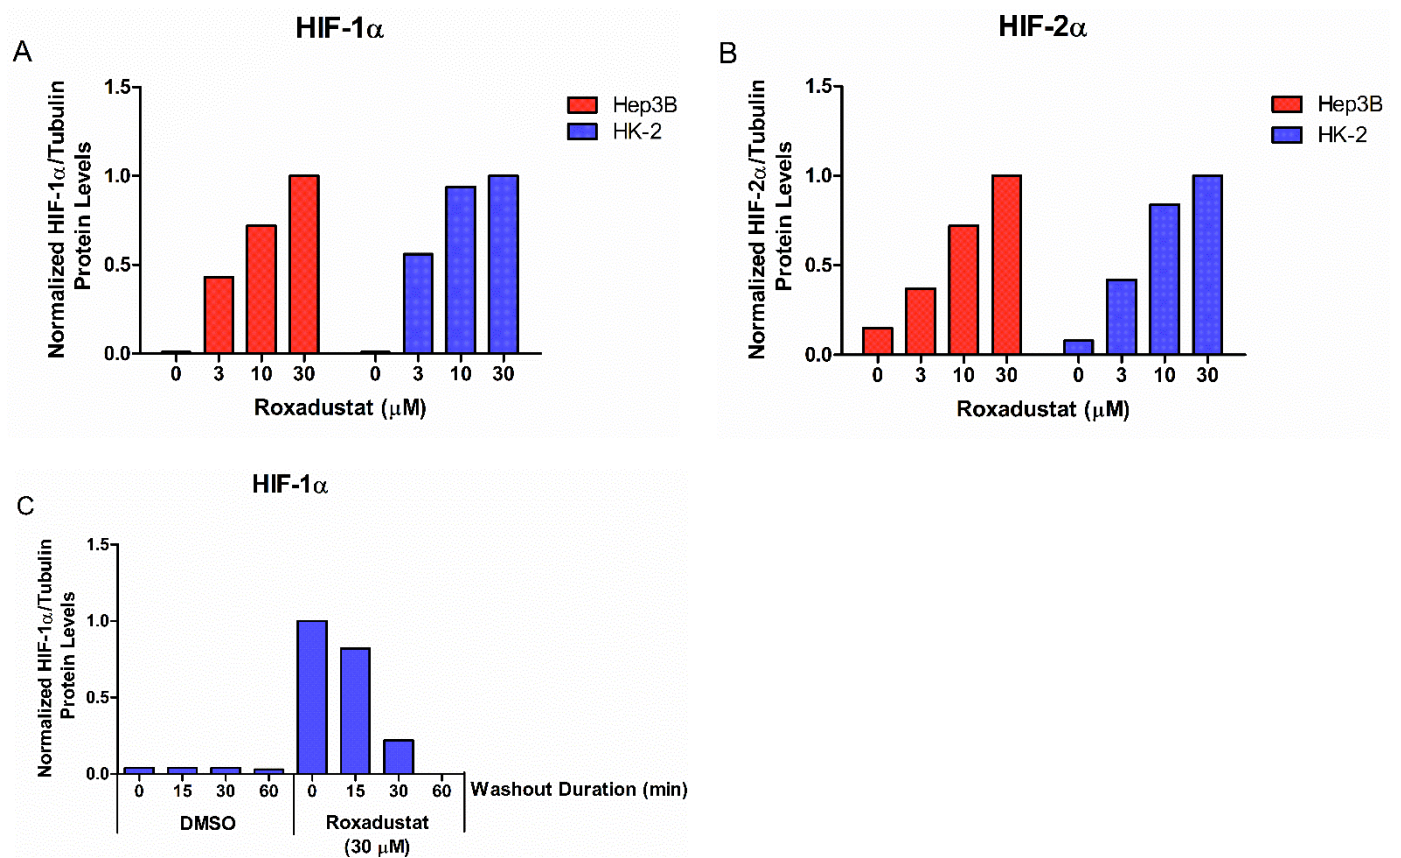 A
HIF-1α
Normalized HIF-1α/Tubulin
Protein Levels
1.5
1.0
0.5
0.0
Hep3B
HK-2
0 3 10 30 0 3 10 30
Roxadustat (μM)
B
HIF-2α
Normalized HIF-2α/Tubulin
Protein Levels
1.5
1.0
0.5
0.0
Hep3B
HK-2
0 3 10 30 0 3 10 30
Roxadustat (μM)
C
HIF-1α
Normalized HIF-1α/Tubulin
Protein Levels
1.5
1.0
0.5
0.0
0 15 30 60 0 15 30 60 Washout Duration (min)
DMSO Roxadustat
(30 μM)